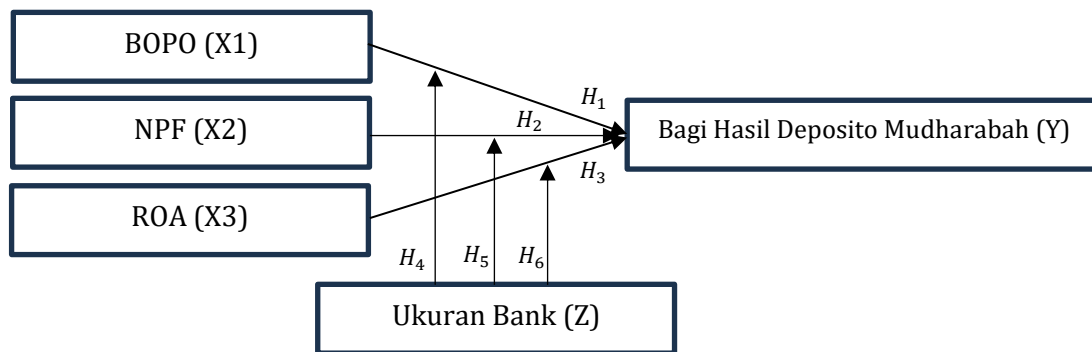 BOPO (X1)
NPF (X2)
ROA (X3)
H₁
H₂
H₃
Bagi Hasil Deposito Mudharabah (Y)
H₄
H₅
H₆
Ukuran Bank (Z)